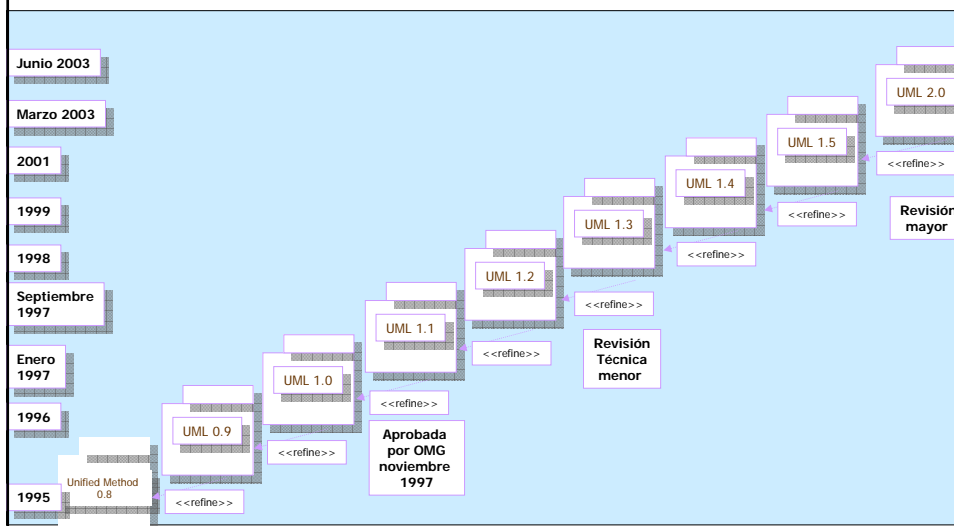 Junio 2003
Marzo 2003
2001
1999
1998
Septiembre
1997
Enero
1997
1996
1995
UML 2.0
<<refine>>
Revisión
mayor
UML 1.5
<<refine>>
UML 1.4
<<refine>>
UML 1.3
<<refine>>
Revisión
Técnica
menor
UML 1.2
<<refine>>
UML 1.1
<<refine>>
Aprobada
por OMG
noviembre
1997
UML 1.0
<<refine>>
UML 0.9
<<refine>>
Unified Method
0.8